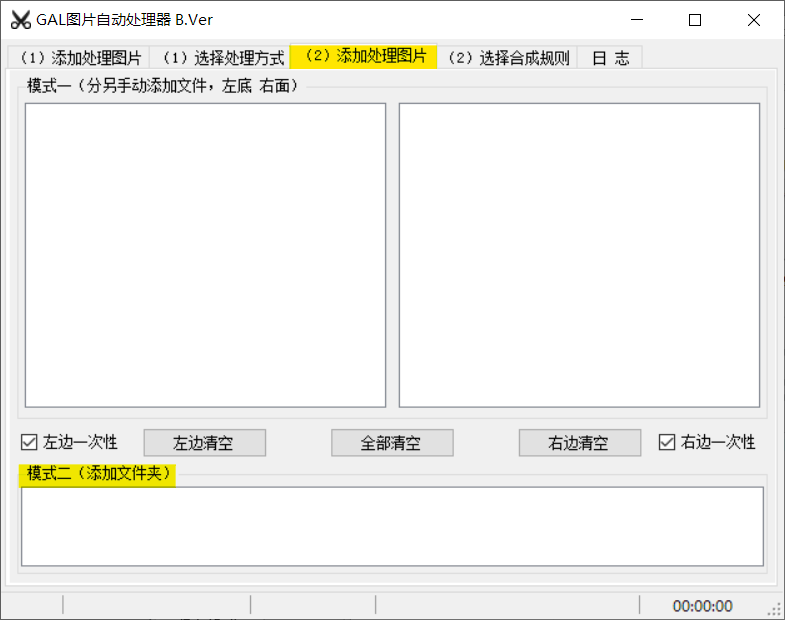 GAL图片自动处理器 B.Ver
（1）添加处理图片 （1）选择处理方式 （2）添加处理图片 （2）选择合成规则 日 志
模式一（分另手动添加文件，左底 右面）
左边一次性 左边清空 全部清空 右边清空 右边一次性
模式二（添加文件夹）
00:00:00